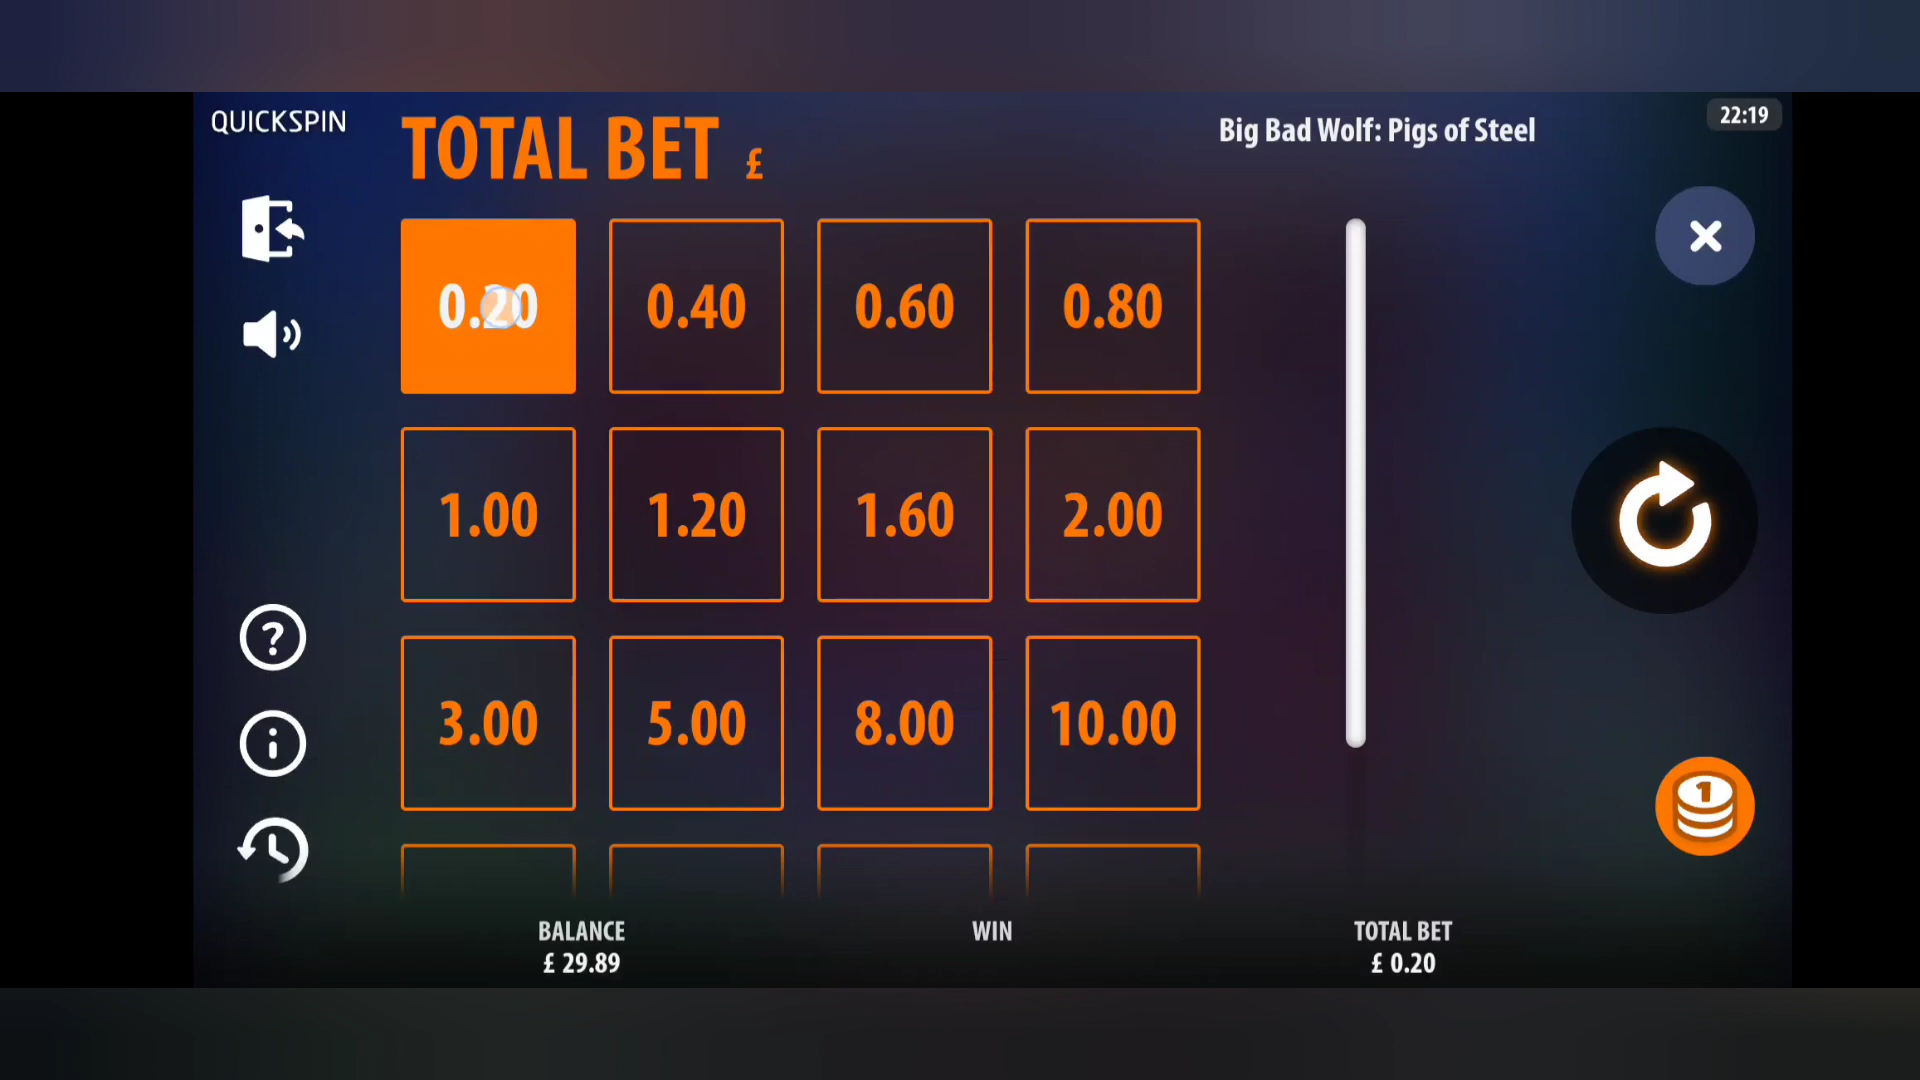 QUICKSPIN
TOTAL BET £
Big Bad Wolf: Pigs of Steel
22:19
0.20 0.40 0.60 0.80
1.00 1.20 1.60 2.00
3.00 5.00 8.00 10.00
?
i
1
BALANCE WIN TOTAL BET
£ 29.89 £ 0.20